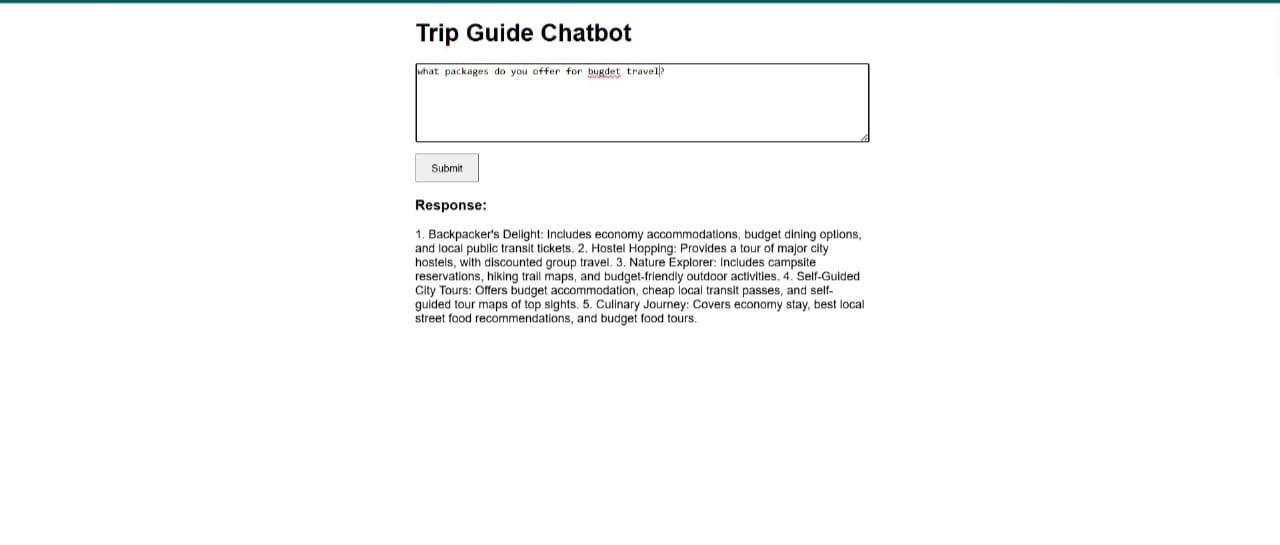 Trip Guide Chatbot
what packages do you offer for bugdet travel?
Submit
Response:
1. Backpacker's Delight: Includes economy accommodations, budget dining options,
and local public transit tickets. 2. Hostel Hopping: Provides a tour of major city
hostels, with discounted group travel. 3. Nature Explorer: Includes campsite
reservations, hiking trail maps, and budget-friendly outdoor activities. 4. Self-Guided
City Tours: Offers budget accommodation, cheap local transit passes, and self-
guided tour maps of top sights. 5. Culinary Journey: Covers economy stay, best local
street food recommendations, and budget food tours.